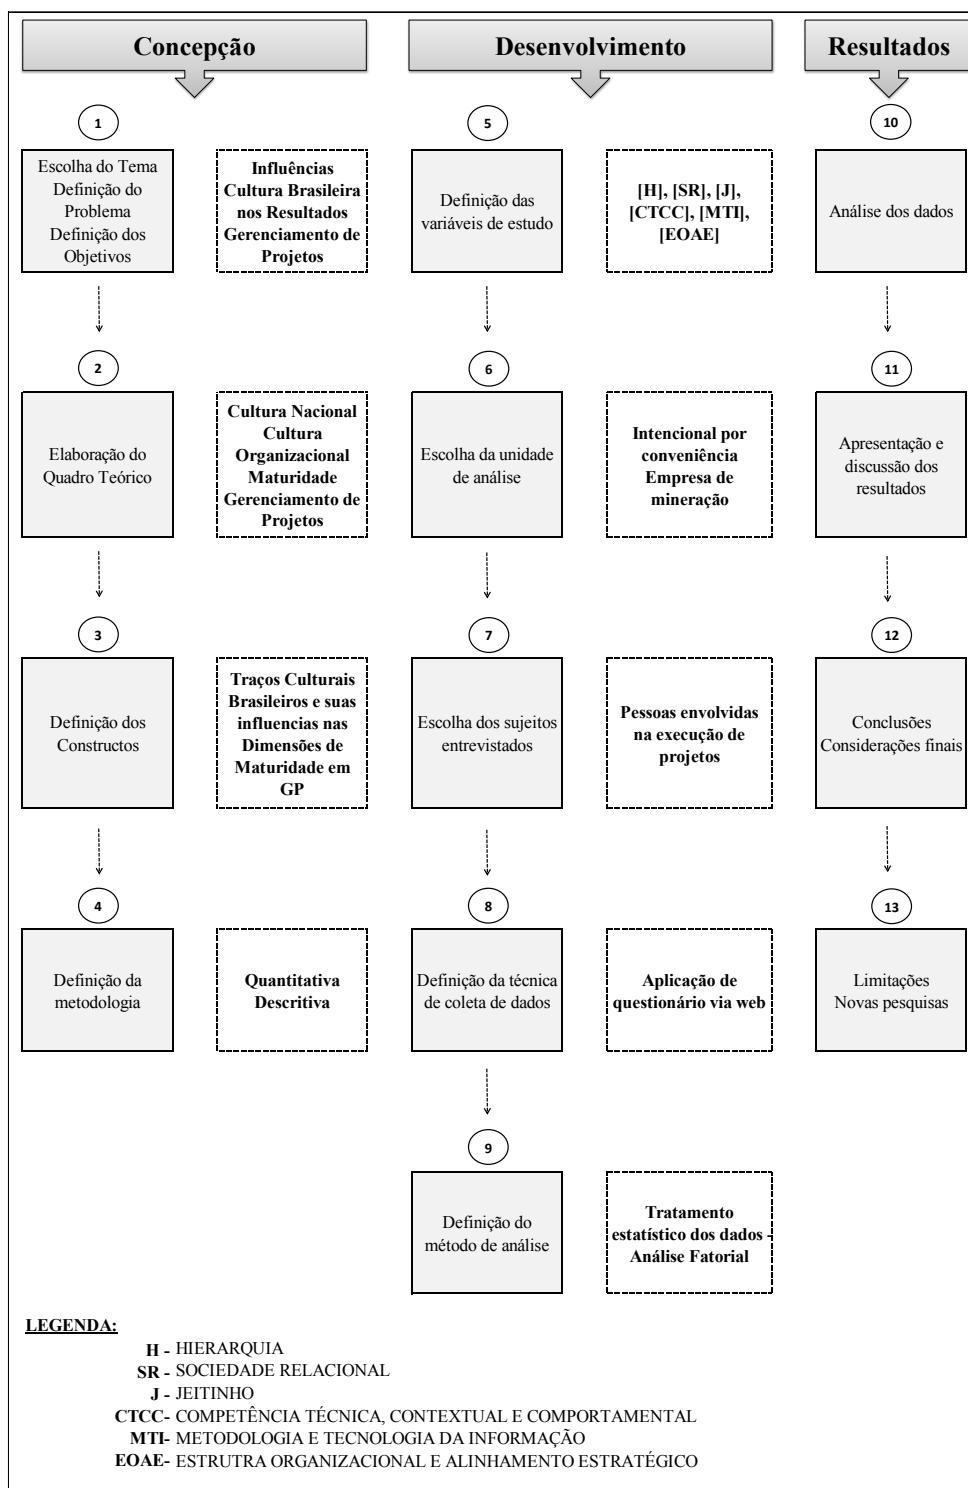 Concepção
Desenvolvimento
Resultados
1
Escolha do Tema
Definição do
Problema
Definição dos
Objetivos
Influências
Cultura Brasileira
nos Resultados
Gerenciamento de
Projetos
5
Definição das
variáveis de estudo
[H], [SR], [J],
[CTCC], [MTI],
[EOAE]
10
Análise dos dados
2
Elaboração do
Quadro Teórico
Cultura Nacional
Cultura
Organizacional
Maturidade
Gerenciamento de
Projetos
6
Escolha da unidade
de análise
Intencional por
conveniência
Empresa de
mineração
11
Apresentação e
discussão dos
resultados
3
Definição dos
Constructos
Traços Culturais
Brasileiros e suas
influencias nas
Dimensões de
Maturidade em
GP
7
Escolha dos sujeitos
entrevistados
Pessoas envolvidas
na execução de
projetos
12
Conclusões
Considerações finais
4
Definição da
metodologia
Quantitativa
Descritiva
8
Definição da técnica
de coleta de dados
Aplicação de
questionário via web
13
Limitações
Novas pesquisas
9
Definição do
método de análise
Tratamento
estatístico dos dados -
Análise Fatorial
LEGENDA:
H - HIERARQUIA
SR - SOCIEDADE RELACIONAL
J - JEITINHO
CTCC- COMPETÊNCIA TÉCNICA, CONTEXTUAL E COMPORTAMENTAL
MTI- METODOLOGIA E TECNOLOGIA DA INFORMAÇÃO
EOAE- ESTRUTRA ORGANIZACIONAL E ALINHAMENTO ESTRATÉGICO